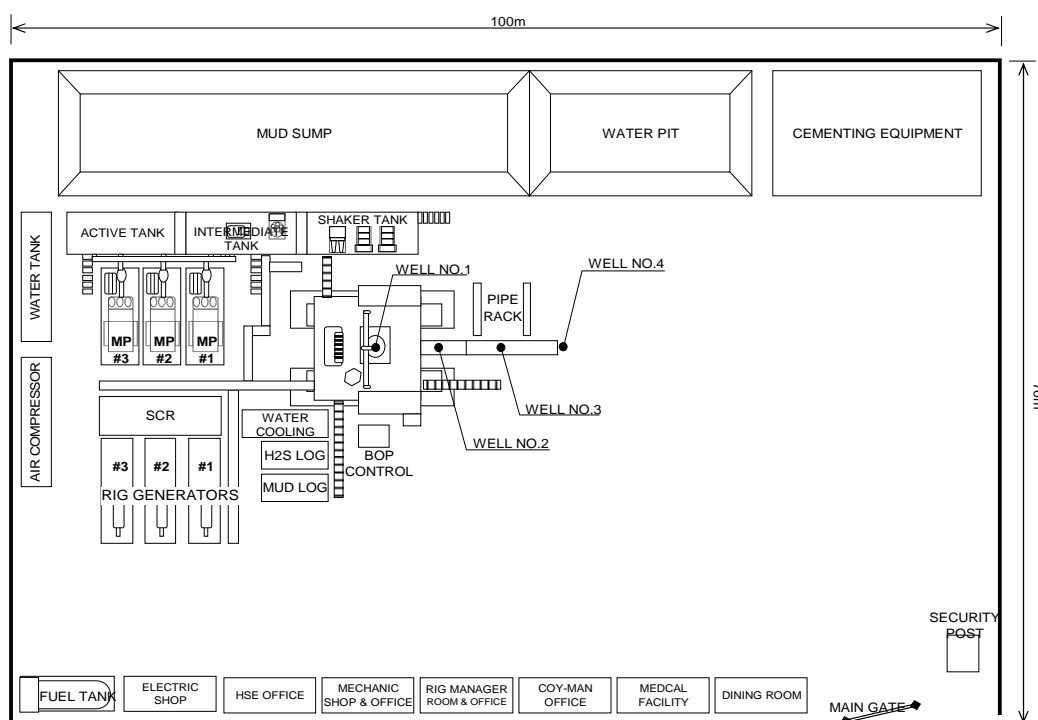 100m
MUD SUMP
WATER PIT
CEMENTING EQUIPMENT
WATER TANK
ACTIVE TANK
INTERMEDIATE
TANK
SHAKER TANK
WELL NO.1
WELL NO.4
PIPE
RACK
MP
#3
MP
#2
MP
#1
WELL NO.3
WELL NO.2
AIR COMPRESSOR
SCR
WATER
COOLING
H2S LOG
MUD LOG
BOP
CONTROL
#3
#2
#1
RIG GENERATORS
SECURITY
POST
FUEL TANK
ELECTRIC
SHOP
HSE OFFICE
MECHANIC
SHOP & OFFICE
RIG MANAGER
ROOM & OFFICE
COY-MAN
OFFICE
MEDCAL
FACILITY
DINING ROOM
MAIN GATE